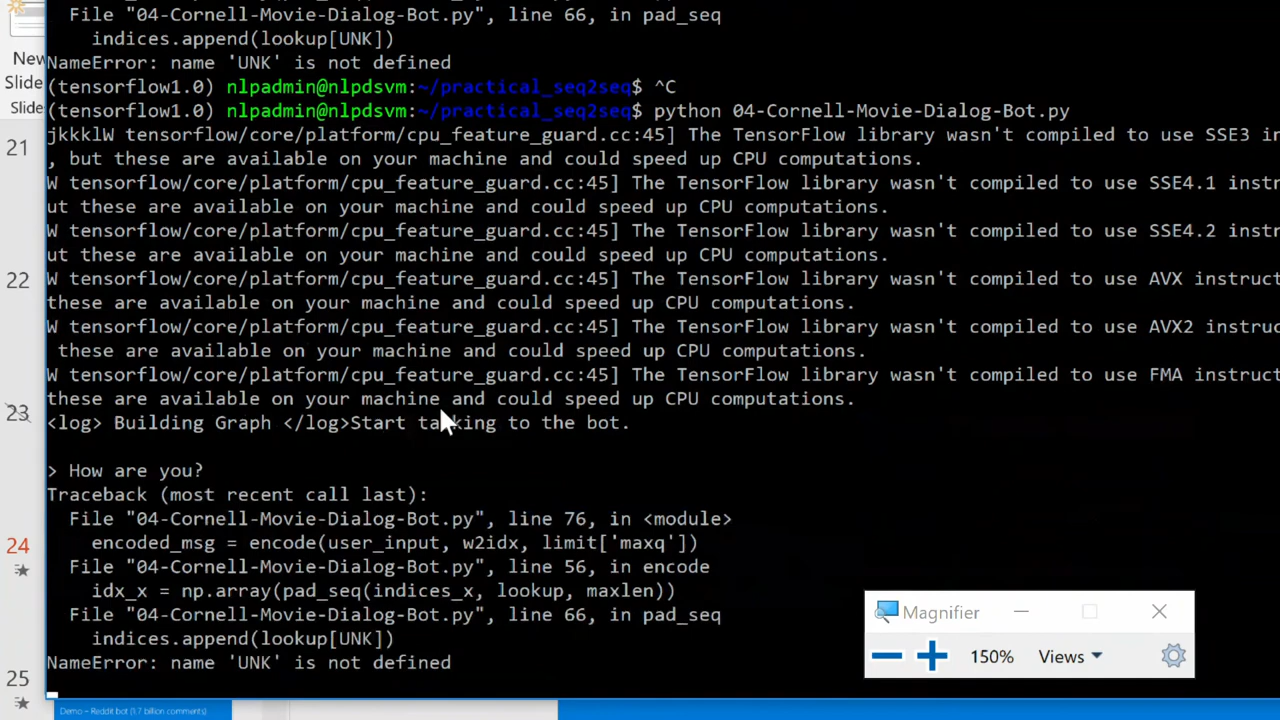 File "04-Cornell-Movie-Dialog-Bot.py", line 66, in pad_seq
indices.append(lookup[UNK])
NameError: name 'UNK' is not defined
(tensorflow1.0) nlpadmin@nlpdsvm:~/practical_seq2seq$ ^C
(tensorflow1.0) nlpadmin@nlpdsvm:~/practical_seq2seq$ python 04-Cornell-Movie-Dialog-Bot.py
jkkklW tensorflow/core/platform/cpu_feature_guard.cc:45] The TensorFlow library wasn't compiled to use SSE3 in
, but these are available on your machine and could speed up CPU computations.
W tensorflow/core/platform/cpu_feature_guard.cc:45] The TensorFlow library wasn't compiled to use SSE4.1 instr
ut these are available on your machine and could speed up CPU computations.
W tensorflow/core/platform/cpu_feature_guard.cc:45] The TensorFlow library wasn't compiled to use SSE4.2 instr
ut these are available on your machine and could speed up CPU computations.
W tensorflow/core/platform/cpu_feature_guard.cc:45] The TensorFlow library wasn't compiled to use AVX instruct
these are available on your machine and could speed up CPU computations.
W tensorflow/core/platform/cpu_feature_guard.cc:45] The TensorFlow library wasn't compiled to use AVX2 instruc
these are available on your machine and could speed up CPU computations.
W tensorflow/core/platform/cpu_feature_guard.cc:45] The TensorFlow library wasn't compiled to use FMA instruct
these are available on your machine and could speed up CPU computations.
<log> Building Graph </log>Start talking to the bot.
> How are you?
Traceback (most recent call last):
File "04-Cornell-Movie-Dialog-Bot.py", line 76, in <module>
encoded_msg = encode(user_input, w2idx, limit['maxq'])
File "04-Cornell-Movie-Dialog-Bot.py", line 56, in encode
idx_x = np.array(pad_seq(indices_x, lookup, maxlen))
File "04-Cornell-Movie-Dialog-Bot.py", line 66, in pad_seq
indices.append(lookup[UNK])
NameError: name 'UNK' is not defined
New
Slide
Slide
21
22
23
24
25
Magnifier
150%
Views
Demo – Reddit bot (1.7 billion comments)